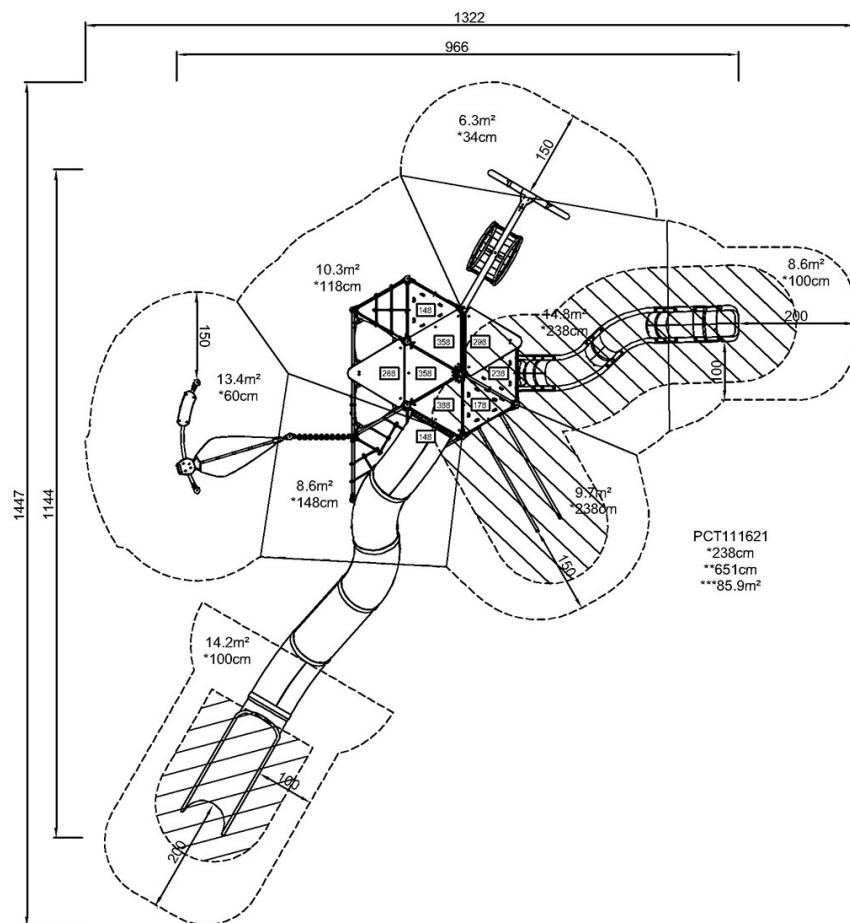 1322
966
6.3m²
*34cm
150
10.3m²
*118cm
8.6m²
*100cm
148
14.8m²
*238cm
200
150
358
298
13.4m²
*60cm
268
358
238
100
388
178
148
8.6m²
*148cm
9.7m²
*238cm
1447
1144
150
PCT111621
*238cm
**651cm
***85.9m²
14.2m²
*100cm
100
200